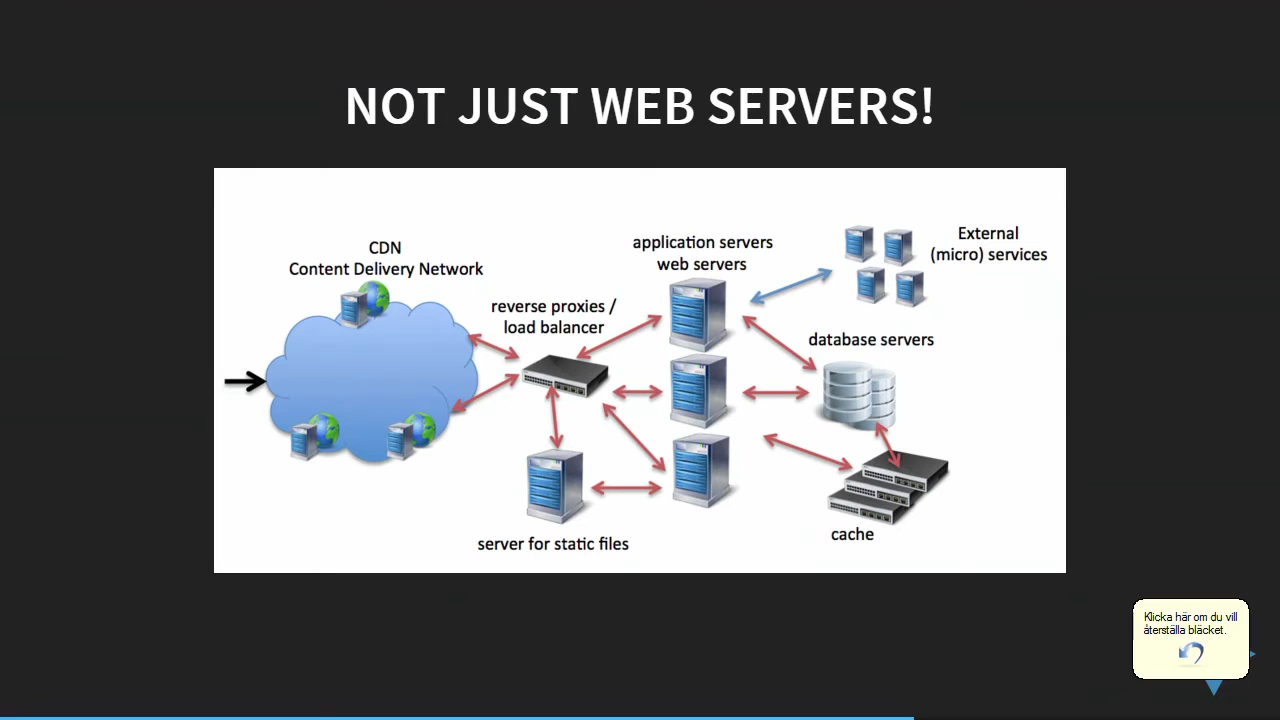 NOT JUST WEB SERVERS!
CDN
Content Delivery Network
reverse proxies /
load balancer
application servers
web servers
External
(micro) services
database servers
server for static files
cache
Klicka här om du vill
återställa bläcket.